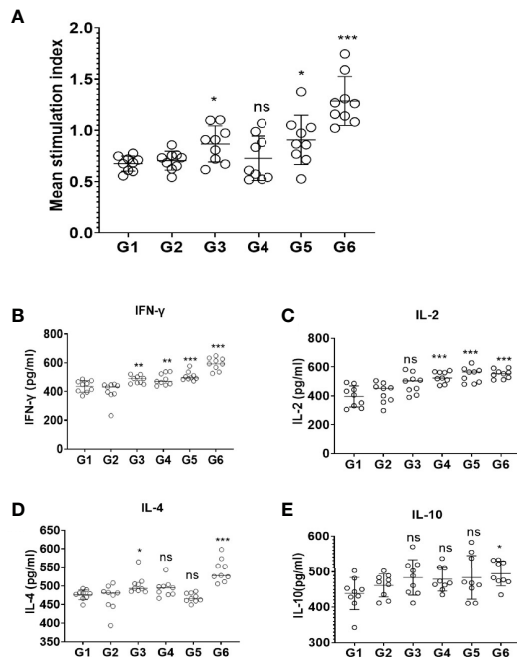 A
Mean stimulation index
2.0
1.5
1.0
0.5
0.0
*
ns
*
***
G1 G2 G3 G4 G5 G6
B
IFN-γ
IFN-γ (pg/ml)
800
600
400
200
0
** ** *** ***
G1 G2 G3 G4 G5 G6
C
IL-2
IL-2 (pg/ml)
800
600
400
200
0
ns *** *** ***
G1 G2 G3 G4 G5 G6
D
IL-4
IL-4 (pg/ml)
650
600
550
500
450
400
350
* ns ns ***
G1 G2 G3 G4 G5 G6
E
IL-10
IL-10(pg/ml)
600
500
400
300
ns ns ns *
G1 G2 G3 G4 G5 G6